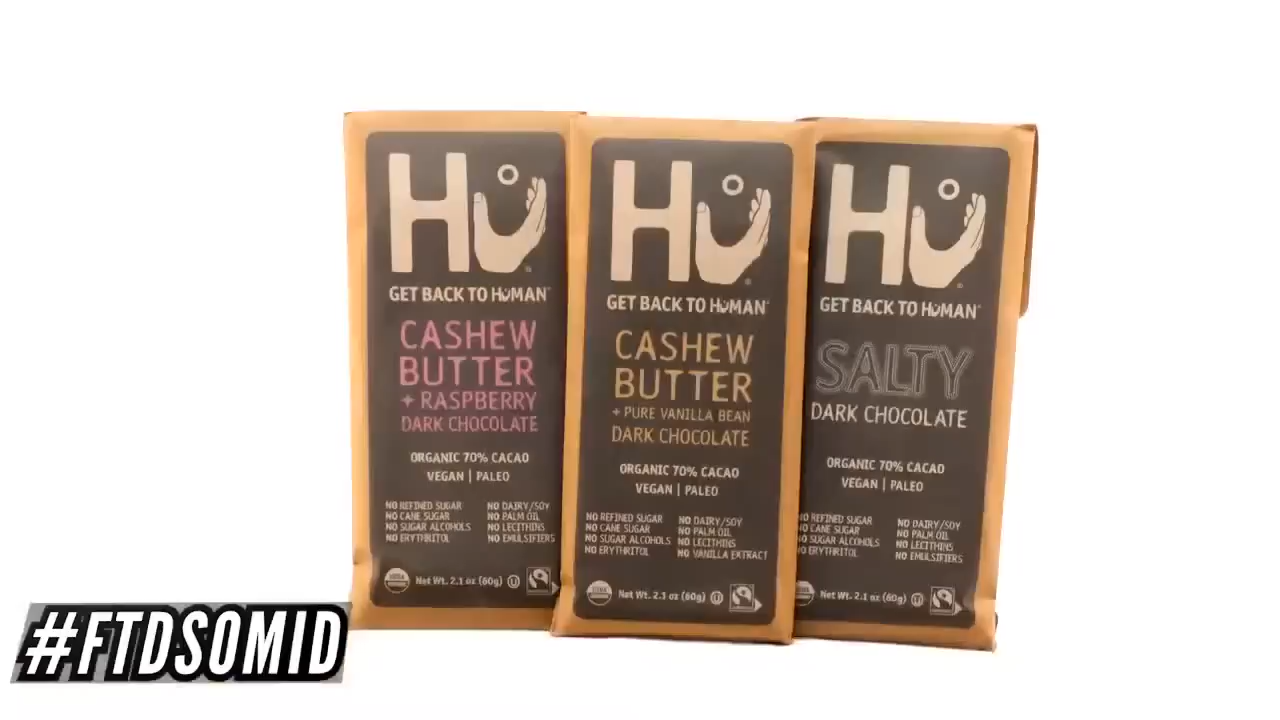 Hu
GET BACK TO HUMAN
CASHEW
BUTTER
+ RASPBERRY
DARK CHOCOLATE
ORGANIC 70% CACAO
VEGAN | PALEO
NO REFINED SUGAR
NO CANE SUGAR
NO SUGAR ALCOHOLS
NO ERYTHRITOL
NO DAIRY/SOY
NO PALM OIL
NO LECITHINS
NO EMULSIFIERS
USDA
ORGANIC
Net Wt. 2.1 oz (60g)
Hu
GET BACK TO HUMAN
CASHEW
BUTTER
+ PURE VANILLA BEAN
DARK CHOCOLATE
ORGANIC 70% CACAO
VEGAN | PALEO
NO REFINED SUGAR
NO CANE SUGAR
NO SUGAR ALCOHOLS
NO ERYTHRITOL
NO DAIRY/SOY
NO PALM OIL
NO LECITHINS
NO VANILLA EXTRACT
Net Wt. 2.1 oz (60g)
Hu
GET BACK TO HUMAN
SALTY
DARK CHOCOLATE
ORGANIC 70% CACAO
VEGAN | PALEO
NO REFINED SUGAR
NO CANE SUGAR
NO SUGAR ALCOHOLS
NO ERYTHRITOL
NO DAIRY/SOY
NO PALM OIL
NO LECITHINS
NO EMULSIFIERS
Net Wt. 2.1 oz (60g)
#FTDSOMID